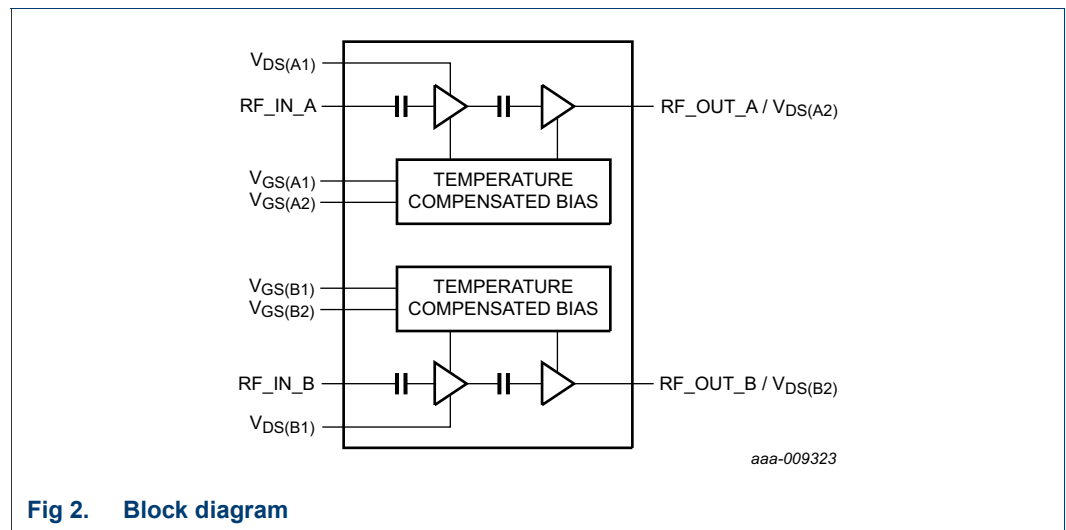 VDS(A1)
RF_IN_A
RF_OUT_A / VDS(A2)
VGS(A1)
VGS(A2)
TEMPERATURE
COMPENSATED BIAS
VGS(B1)
VGS(B2)
TEMPERATURE
COMPENSATED BIAS
RF_IN_B
RF_OUT_B / VDS(B2)
VDS(B1)
aaa-009323
Fig 2. Block diagram